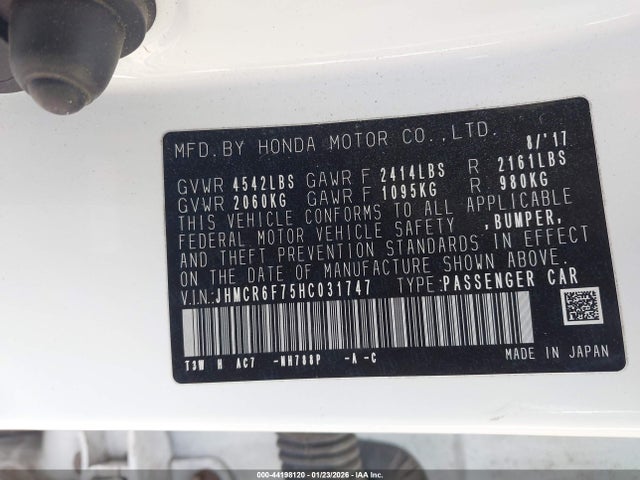 MFD.BY HONDA MOTOR CO.,LTD. 8/'17
GVWR 4542LBS GAWR F 2414LBS R 2161LBS
GVWR 2060KG GAWR F 1095KG R 980KG
THIS VEHICLE CONFORMS TO ALL APPLICABLE
FEDERAL MOTOR VEHICLE SAFETY ,BUMPER,
AND THEFT PREVENTION STANDARDS IN EFFECT
ON THE DATE OF MANUFACTURE SHOWN ABOVE.
V.I.N:JHMCR6F75HC031747 TYPE:PASSENGER CAR
T3W H AC7 -NH788P -A -C
MADE IN JAPAN
000-44198120 - 01/23/2026 - IAA Inc.